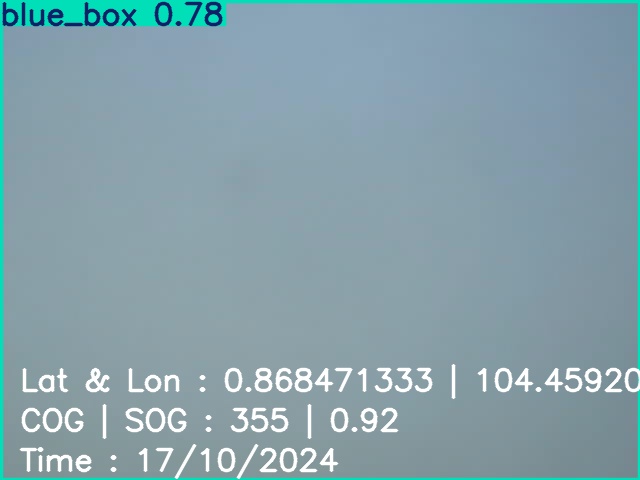 blue_box 0.78
Lat & Lon : 0.868471333 | 104.45920
COG | SOG : 355 | 0.92
Time : 17/10/2024